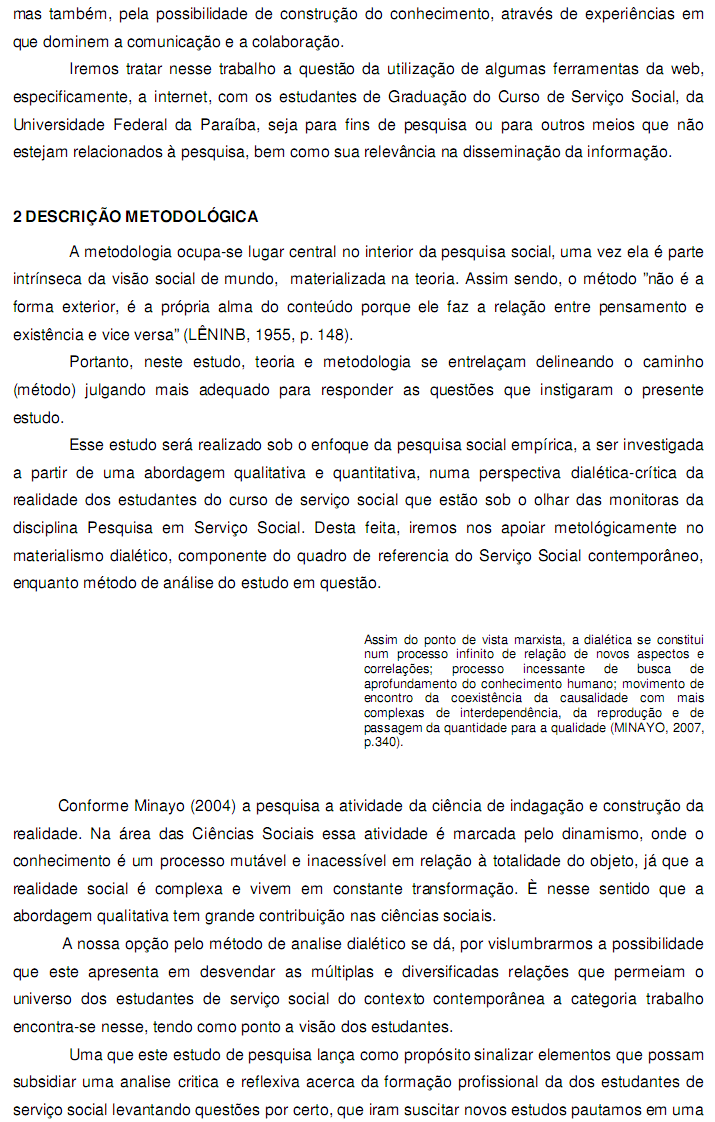 mas também, pela possibilidade de construção do conhecimento, através de experiências em
que dominem a comunicação e a colaboração.
Iremos tratar nesse trabalho a questão da utilização de algumas ferramentas da web,
especificamente, a internet, com os estudantes de Graduação do Curso de Serviço Social, da
Universidade Federal da Paraíba, seja para fins de pesquisa ou para outros meios que não
estejam relacionados à pesquisa, bem como sua relevância na disseminação da informação.
2 DESCRIÇÃO METODOLÓGICA
A metodologia ocupa-se lugar central no interior da pesquisa social, uma vez ela é parte
intrínseca da visão social de mundo, materializada na teoria. Assim sendo, o método "não é a
forma exterior, é a própria alma do conteúdo porque ele faz a relação entre pensamento e
existência e vice versa” (LÊNINB, 1955, p. 148).
Portanto, neste estudo, teoria e metodologia se entrelaçam delineando o caminho
(método) julgando mais adequado para responder as questões que instigaram o presente
estudo.
Esse estudo será realizado sob o enfoque da pesquisa social empírica, a ser investigada
a partir de uma abordagem qualitativa e quantitativa, numa perspectiva dialética-crítica da
realidade dos estudantes do curso de serviço social que estão sob o olhar das monitoras da
disciplina Pesquisa em Serviço Social. Desta feita, iremos nos apoiar metológicamente no
materialismo dialético, componente do quadro de referencia do Serviço Social contemporâneo,
enquanto método de análise do estudo em questão.
Assim do ponto de vista marxista, a dialética se constitui
num processo infinito de relação de novos aspectos e
correlações; processo incessante de busca de
aprofundamento do conhecimento humano; movimento de
encontro da coexistência da causalidade com mais
complexas de interdependência, da reprodução e de
passagem da quantidade para a qualidade (MINAYO, 2007,
p.340).
Conforme Minayo (2004) a pesquisa a atividade da ciência de indagação e construção da
realidade. Na área das Ciências Sociais essa atividade é marcada pelo dinamismo, onde o
conhecimento é um processo mutável e inacessível em relação à totalidade do objeto, já que a
realidade social é complexa e vivem em constante transformação. È nesse sentido que a
abordagem qualitativa tem grande contribuição nas ciências sociais.
A nossa opção pelo método de analise dialético se dá, por vislumbrarmos a possibilidade
que este apresenta em desvendar as múltiplas e diversificadas relações que permeiam o
universo dos estudantes de serviço social do contexto contemporânea a categoria trabalho
encontra-se nesse, tendo como ponto a visão dos estudantes.
Uma que este estudo de pesquisa lança como propósito sinalizar elementos que possam
subsidiar uma analise critica e reflexiva acerca da formação profissional da dos estudantes de
serviço social levantando questões por certo, que iram suscitar novos estudos pautamos em uma